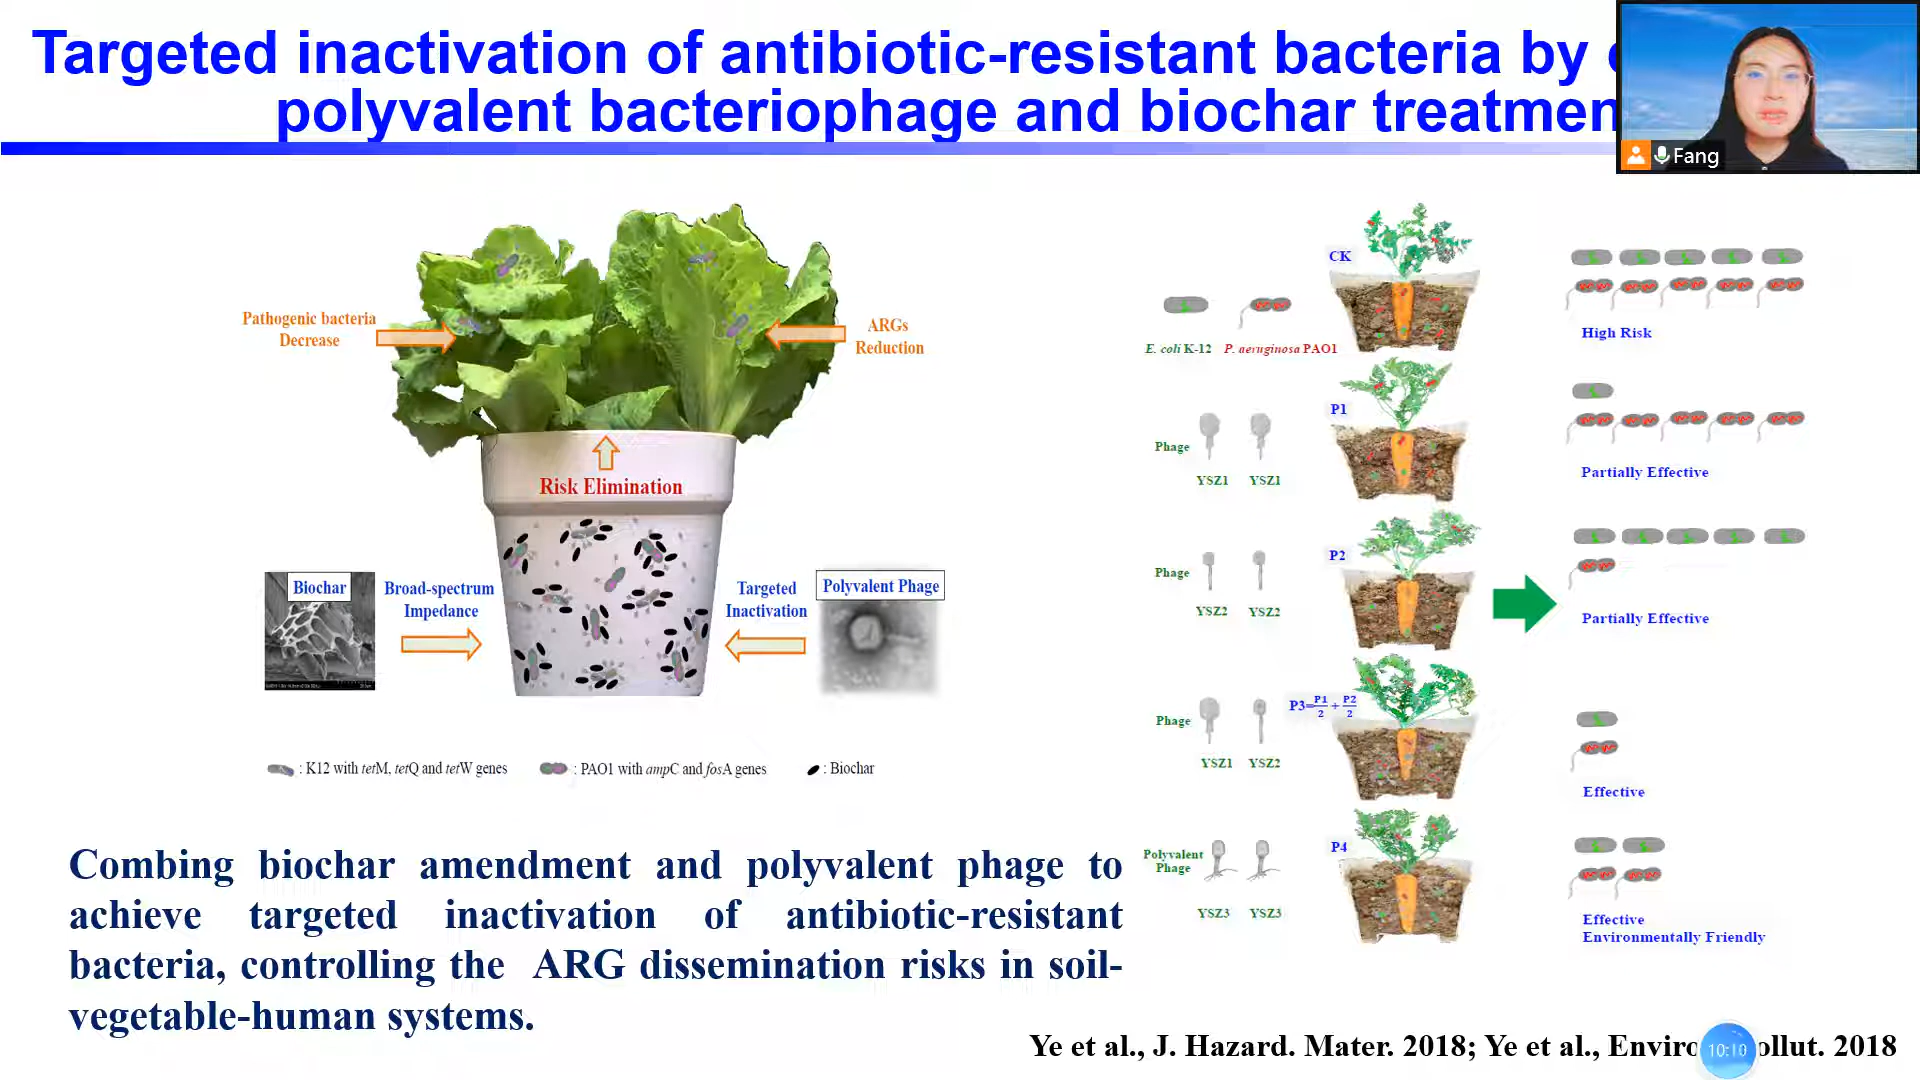 Targeted inactivation of antibiotic-resistant bacteria by
polyvalent bacteriophage and biochar
Fang
Pathogenic bacteria
Decrease
ARGs
Reduction
Risk Elimination
Biochar
Broad-spectrum
Impedance
Targeted
Inactivation
Polyvalent Phage
: K12 with tetM, tetQ and tetW genes
: PAO1 with ampC and fosA genes
: Biochar
Combing biochar amendment and polyvalent phage to
achieve targeted inactivation of antibiotic-resistant
bacteria, controlling the ARG dissemination risks in soil-
vegetable-human systems.
CK
E. coli K-12
P. aeruginosa PAO1
High Risk
P1
Phage
YSZ1
YSZ1
Partially Effective
P2
Phage
YSZ2
YSZ2
Partially Effective
P3=P1/2+P2/2
Phage
YSZ1
YSZ2
Effective
P4
Polyvalent
Phage
YSZ3
YSZ3
Effective
Environmentally Friendly
Ye et al., J. Hazard. Mater. 2018; Ye et al., 2018
10:10